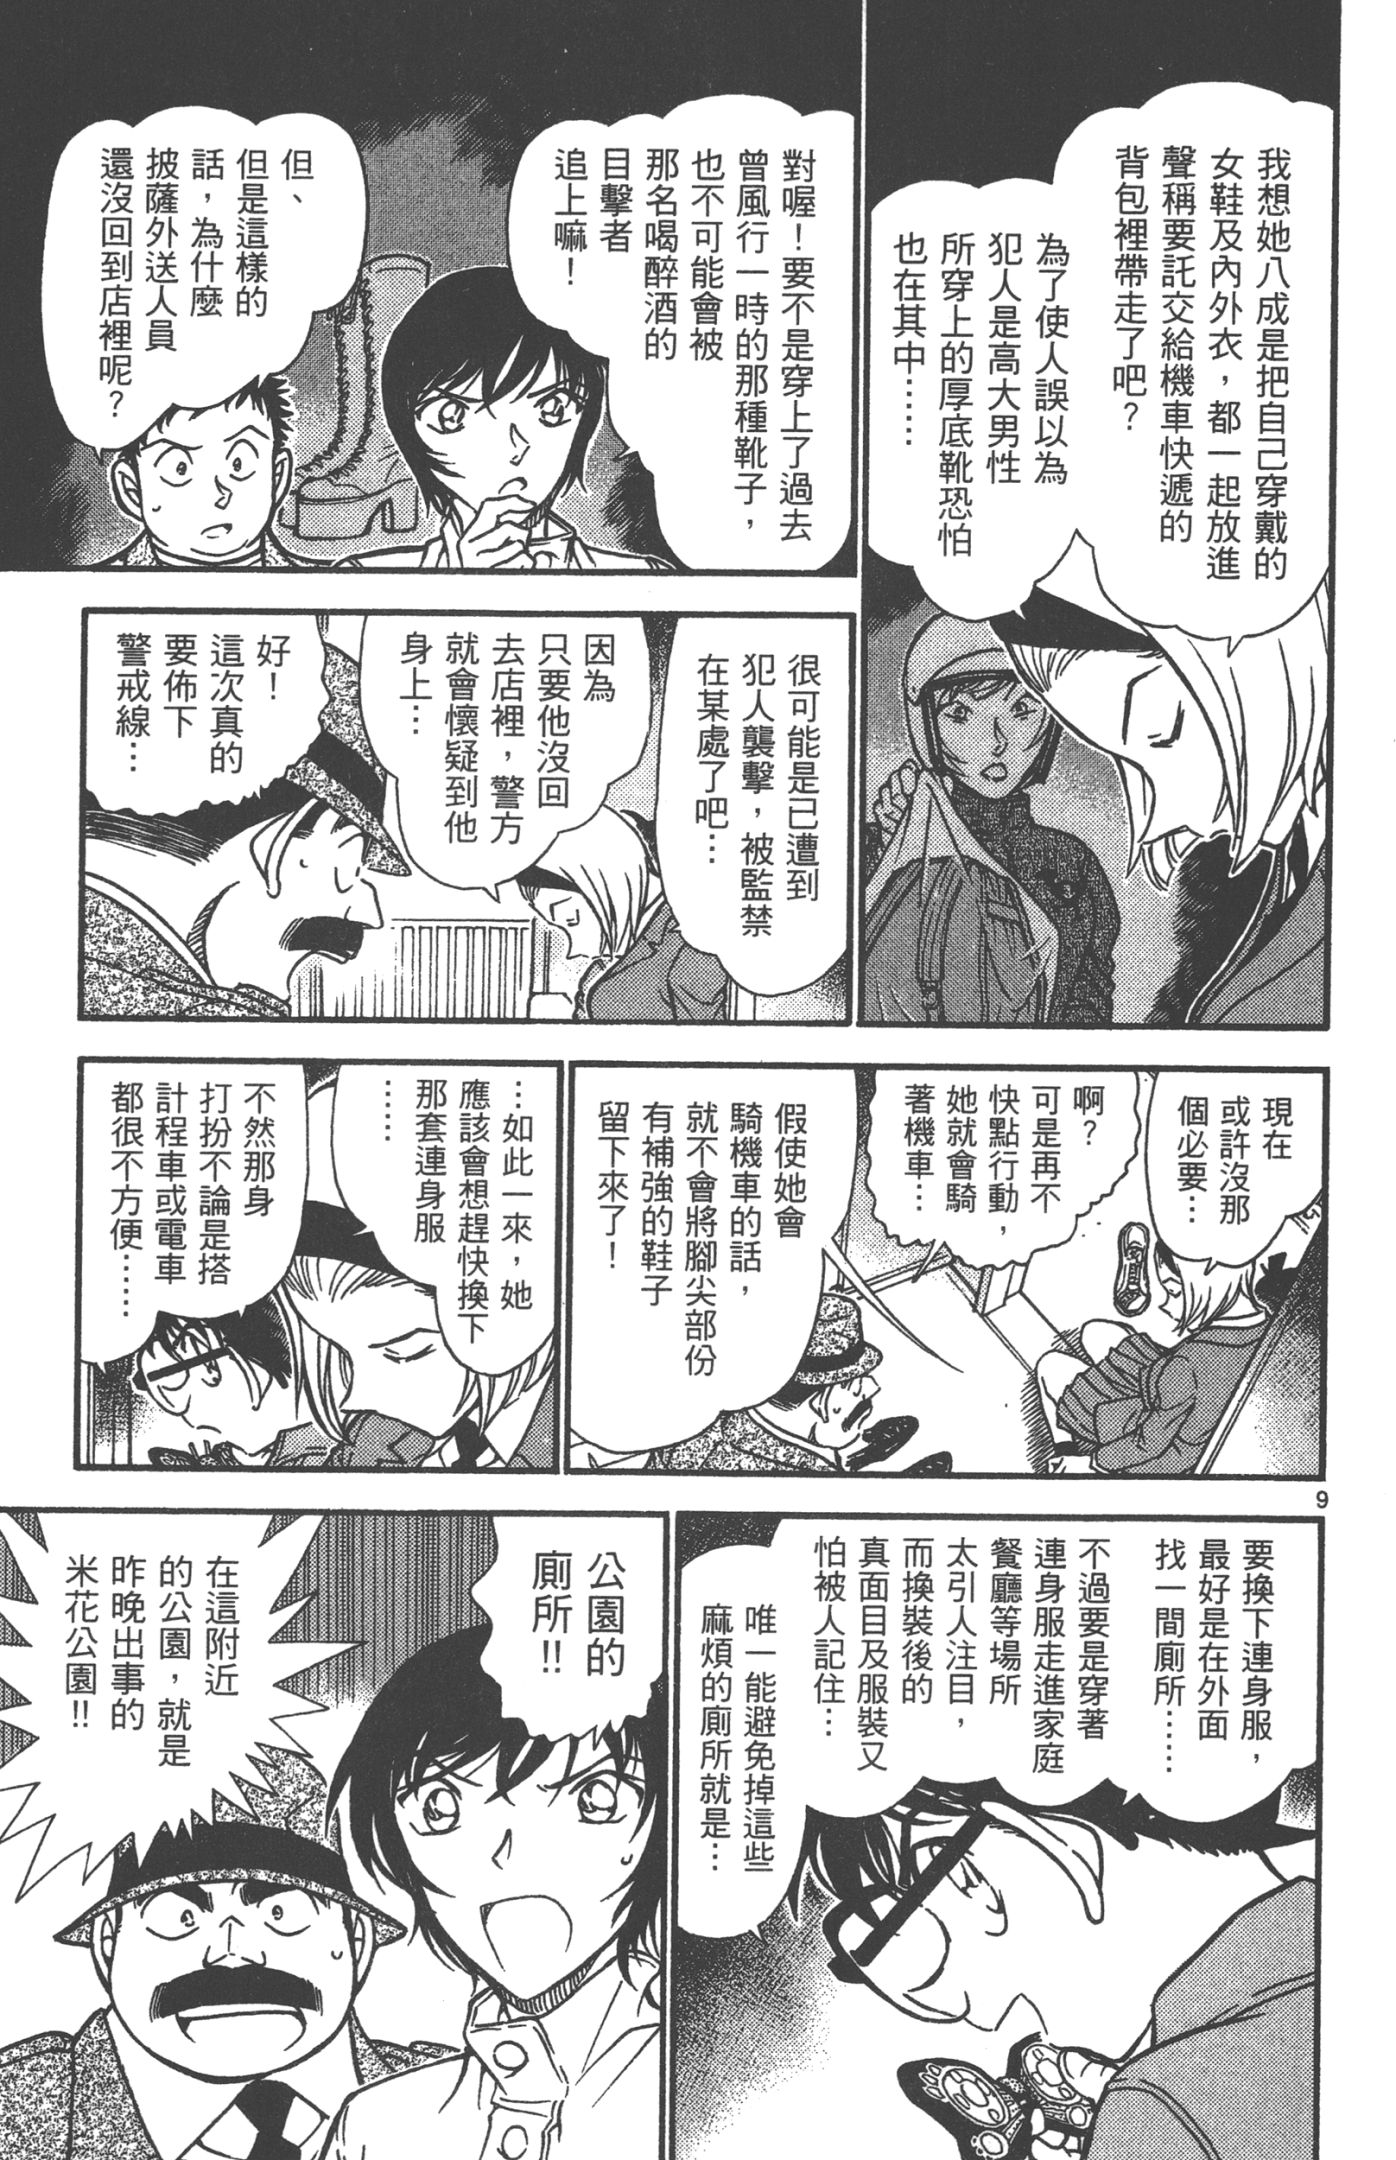 我想她八成是把自己穿戴的
女鞋及內外衣，都一起放進
聲稱要託交給機車快遞的
背包裡帶走了吧？
為了使人誤以為
犯人是高大男性
所穿上的厚底靴恐怕
也在其中……
對喔！要不是穿上了過去
曾風行一時的那種靴子，
也不可能會被
那名喝醉酒的
目擊者
追上嘛！
但、
但是這樣的
話，為什麼
披薩外送人員
還沒回到店裡呢？
很可能是已遭到
犯人襲擊，被監禁
在某處了吧…
因為
只要他沒回
去店裡，警方
就會懷疑到他
身上…
好！
這次真的
要佈下
警戒線…
現在
或許沒那
個必要…
啊？
可是再不
快點行動，
她就會騎
著機車…
假使她會
騎機車的話，
就不會將腳尖部份
有補強的鞋子
留下來了！
…如此一來，她
應該會想趕快換下
那套連身服
……
不然那身
打扮不論是搭
計程車或電車
都很不方便……
9
要換下連身服，
最好是在外面
找一間廁所……
不過要是穿著
連身服走進家庭
餐廳等場所
太引人注目，
而換裝後的
真面目及服裝又
怕被人記住…
唯一能避免掉這些
麻煩的廁所就是…
公園的
廁所!!
在這附近
的公園，就是
昨晚出事的
米花公園!!